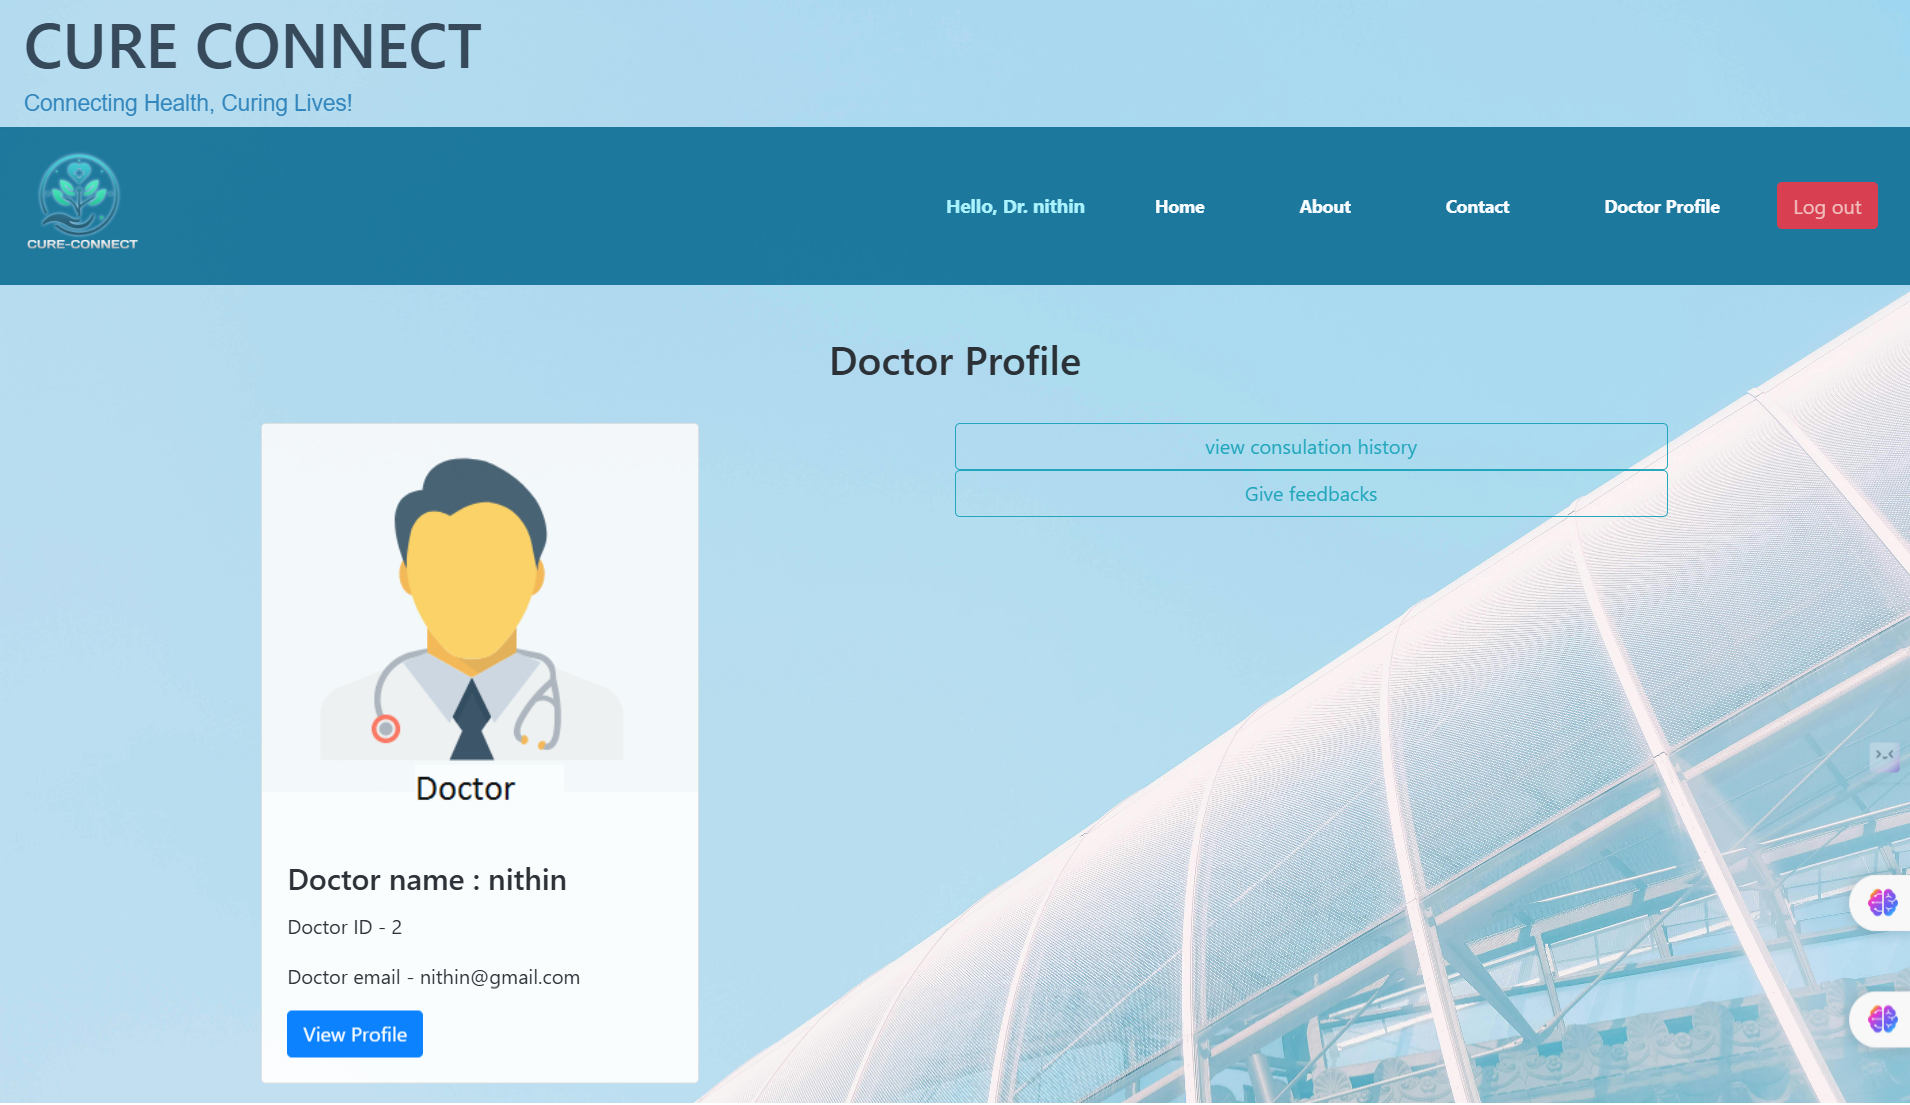 CURE CONNECT
Connecting Health, Curing Lives!
CURE-CONNECT
Hello, Dr. nithin
Home
About
Contact
Doctor Profile
Log out
Doctor Profile
view consulation history
Give feedbacks
Doctor
Doctor name : nithin
Doctor ID - 2
Doctor email - nithin@gmail.com
View Profile